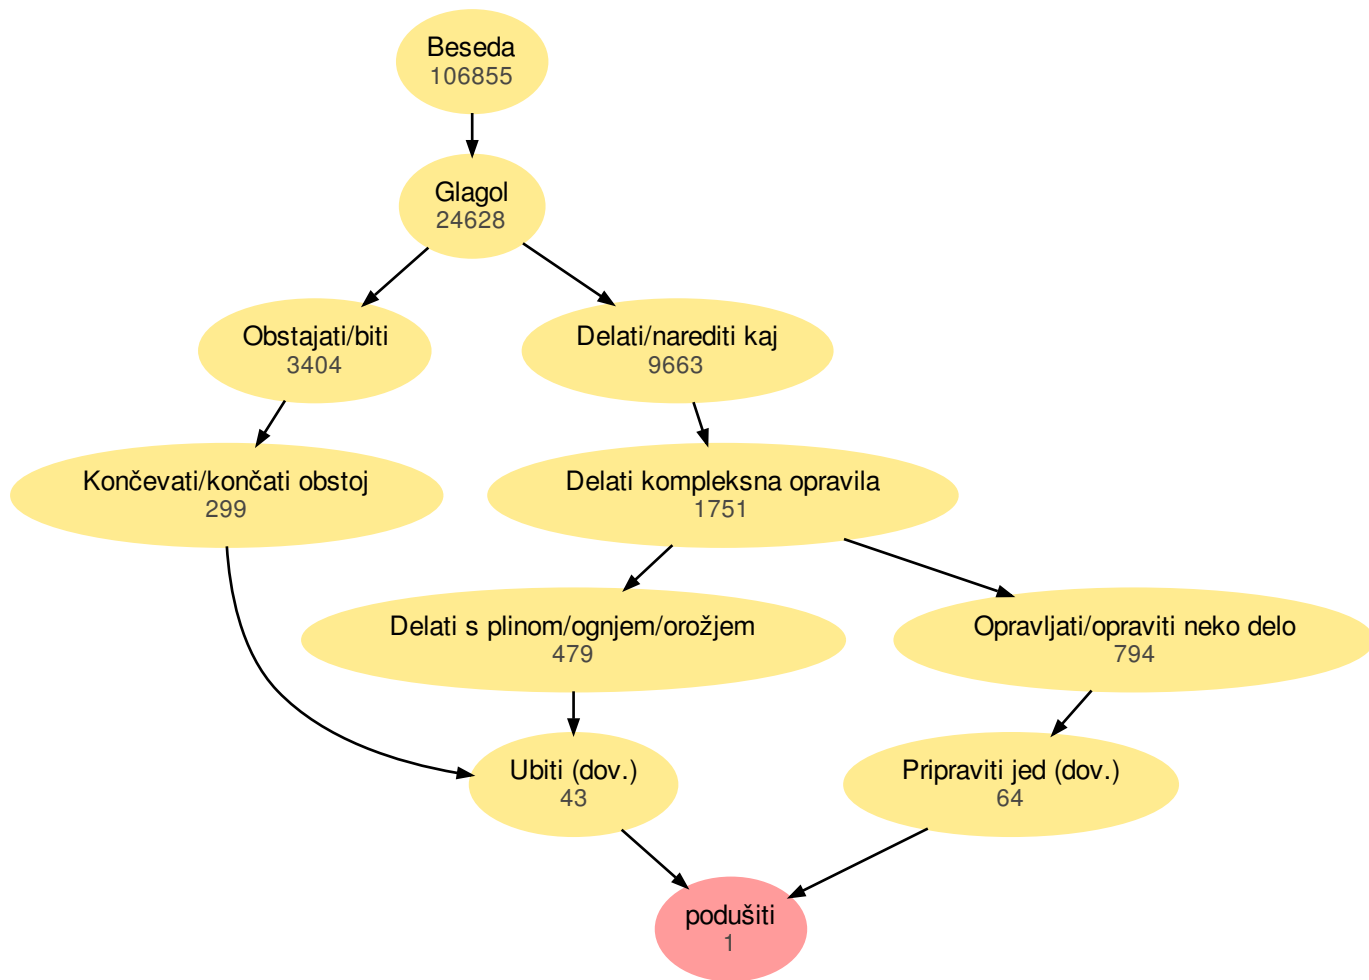 Beseda
106855
Glagol
24628
Obstajati/biti
3404
Delati/narediti kaj
9663
Končevati/končati obstoj
299
Delati kompleksna opravila
1751
Delati s plinom/ognjem/orožjem
479
Opravljati/opraviti neko delo
794
Ubiti (dov.)
43
Pripraviti jed (dov.)
64
podušiti
1